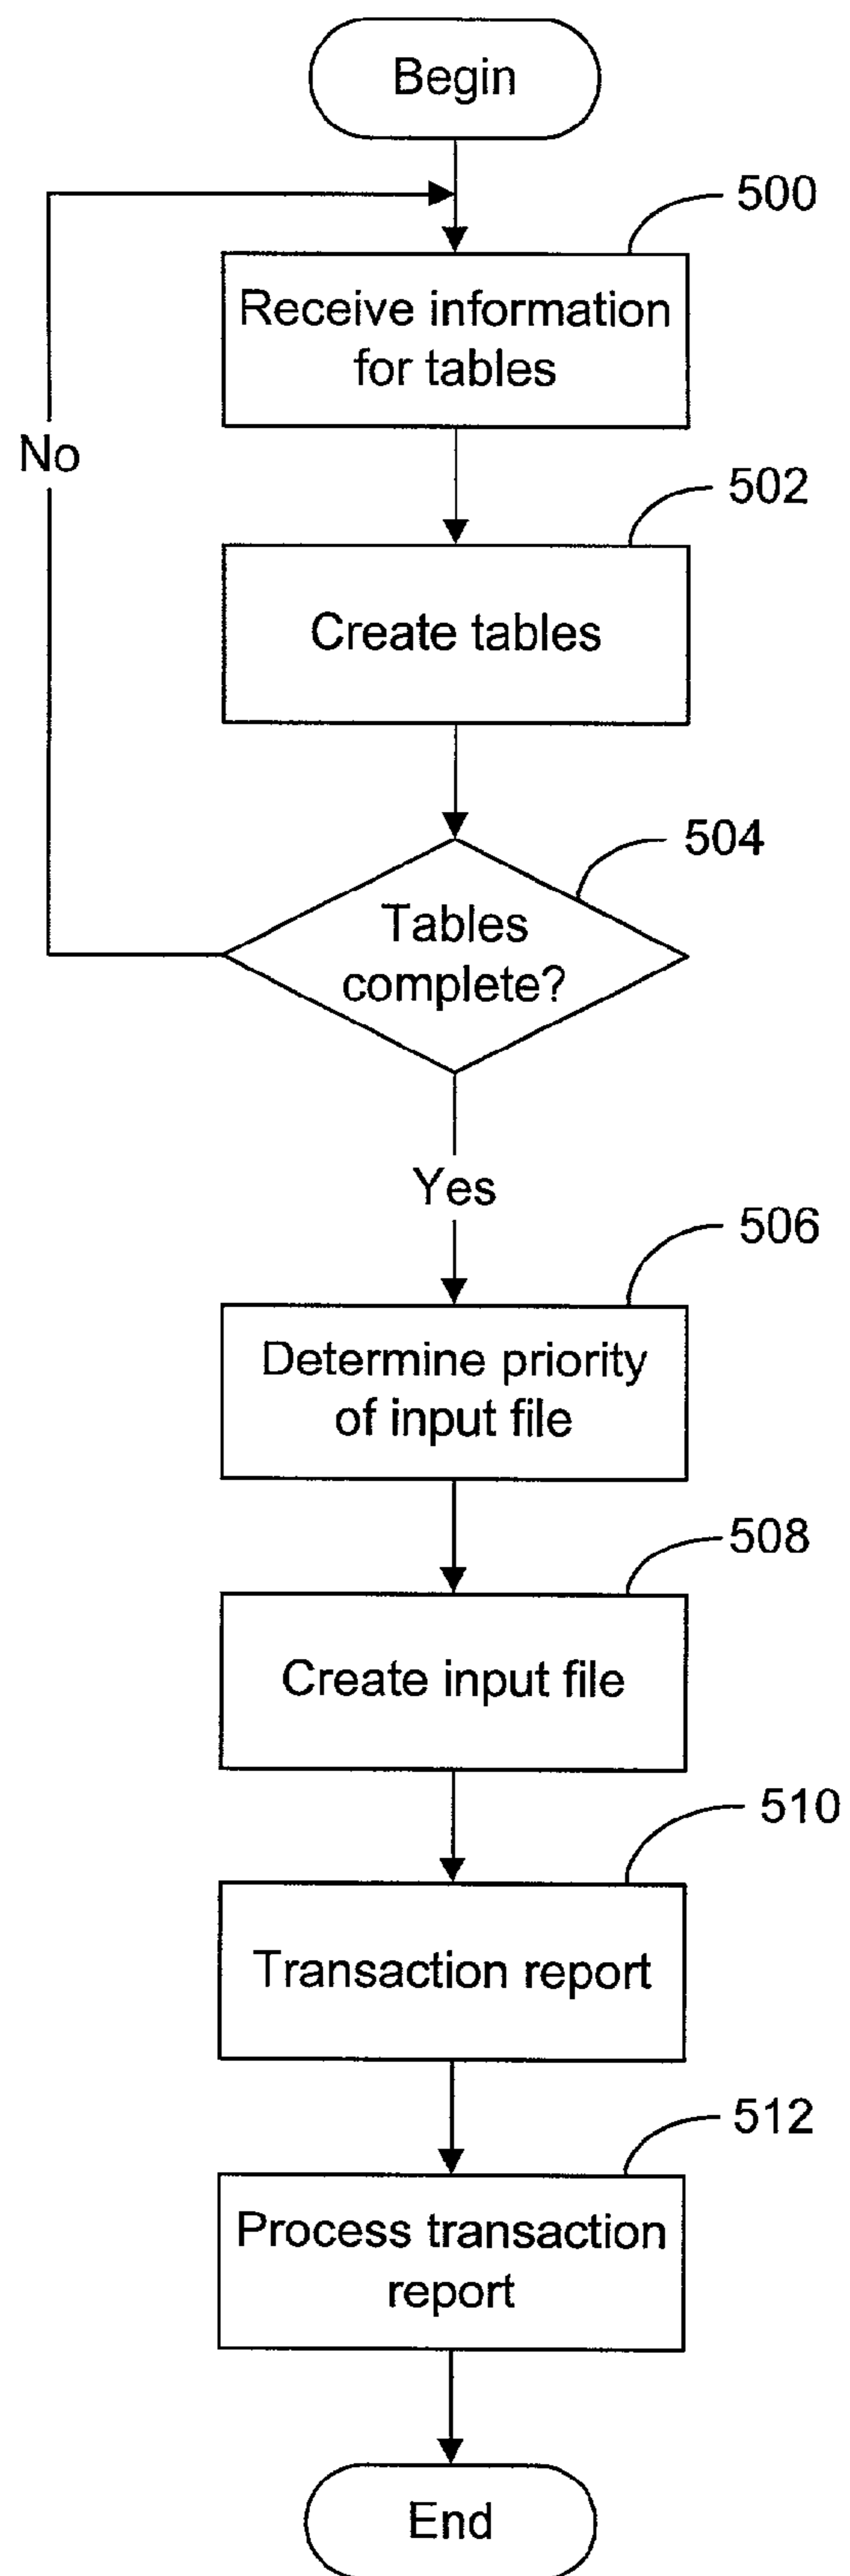 Begin
500
Receive information
for tables
No
502
Create tables
504
Tables
complete?
Yes
506
Determine priority
of input file
508
Create input file
510
Transaction report
512
Process transaction
report
End